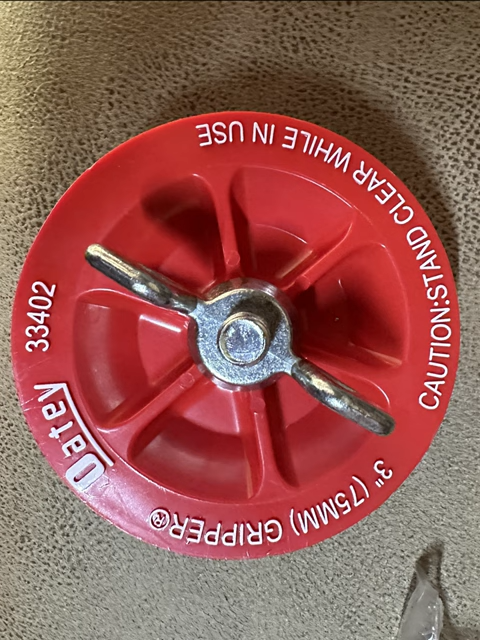 Oatey
33402
CAUTION:STAND CLEAR WHILE IN USE
3" (75MM) GRIPPER®